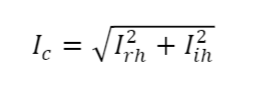 I_c = √(I_rh^2 + I_ih^2)